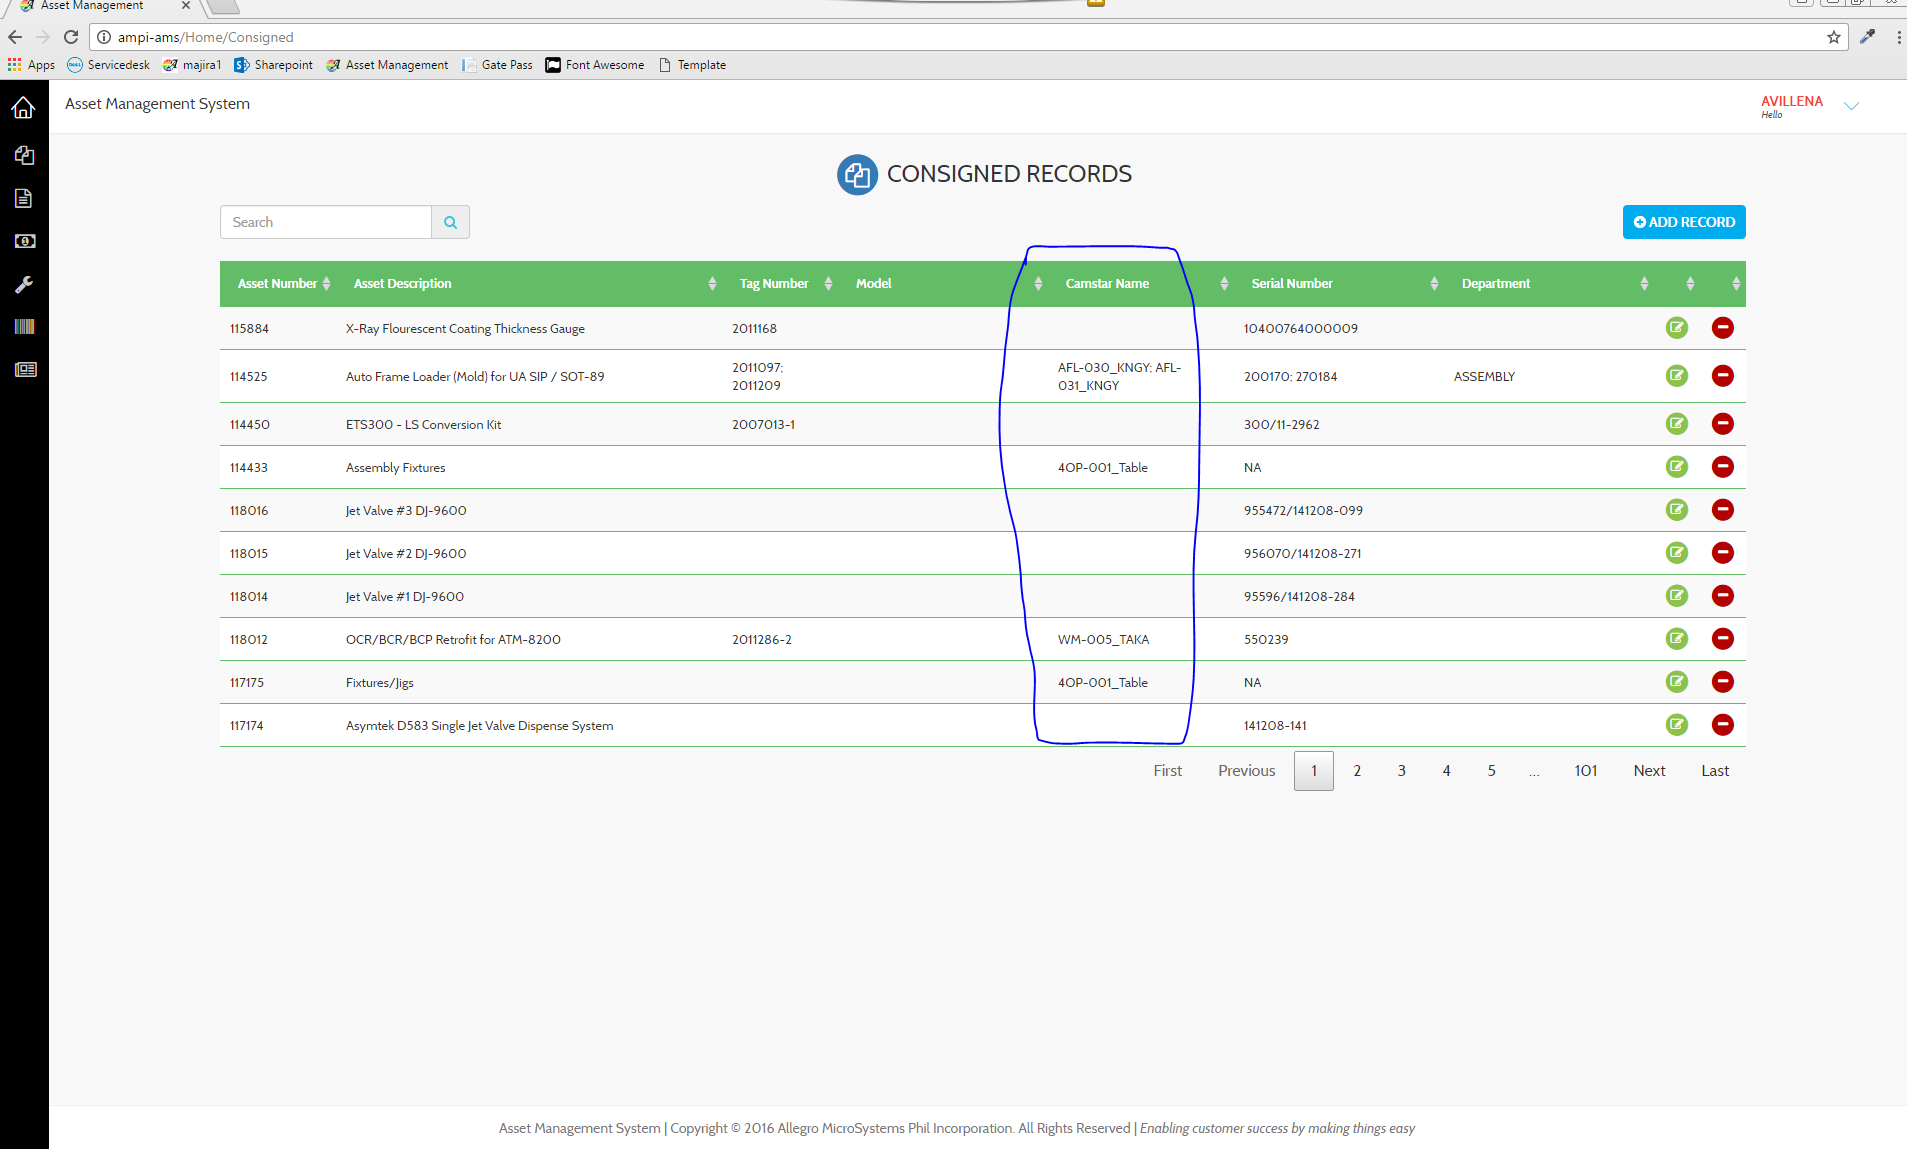 Asset Management
ampi-ams/Home/Consigned
Apps Servicedesk majira1 Sharepoint Asset Management Gate Pass Font Awesome Template
Asset Management System
AVILLENA
Hello
CONSIGNED RECORDS
Search
ADD RECORD
Asset Number Asset Description Tag Number Model Camstar Name Serial Number Department
115884 X-Ray Flourescent Coating Thickness Gauge 2011168 10400764000009
114525 Auto Frame Loader (Mold) for UA SIP / SOT-89 2011097; 2011209 AFL-030_KNGY; AFL-031_KNGY 200170; 270184 ASSEMBLY
114450 ETS300 - LS Conversion Kit 2007013-1 300/11-2962
114433 Assembly Fixtures 4OP-001_Table NA
118016 Jet Valve #3 DJ-9600 955472/141208-099
118015 Jet Valve #2 DJ-9600 956070/141208-271
118014 Jet Valve #1 DJ-9600 95596/141208-284
118012 OCR/BCR/BCP Retrofit for ATM-8200 2011286-2 WM-005_TAKA 550239
117175 Fixtures/Jigs 4OP-001_Table NA
117174 Asymtek D583 Single Jet Valve Dispense System 141208-141
First Previous 1 2 3 4 5 ... 101 Next Last
Asset Management System | Copyright © 2016 Allegro MicroSystems Phil Incorporation. All Rights Reserved | Enabling customer success by making things easy